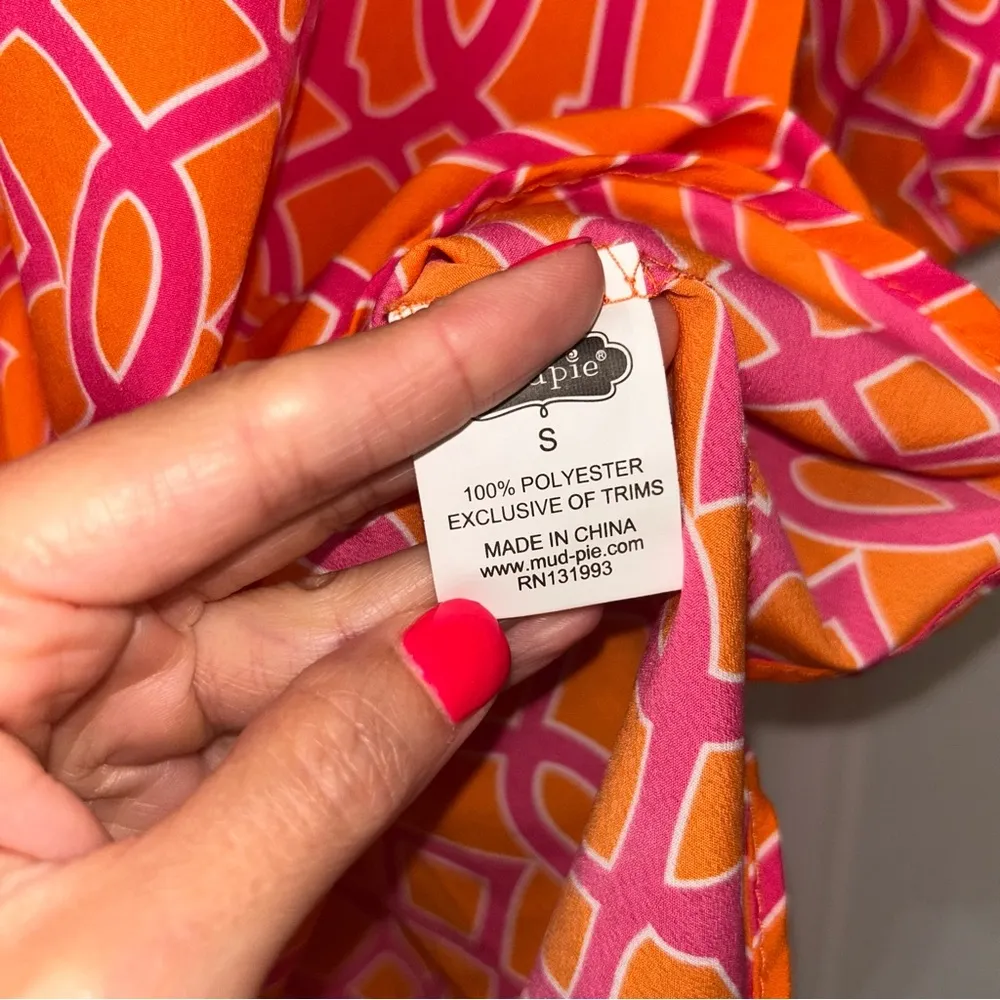 S
100% POLYESTER
EXCLUSIVE OF TRIMS
MADE IN CHINA
www.mud-pie.com
RN131993